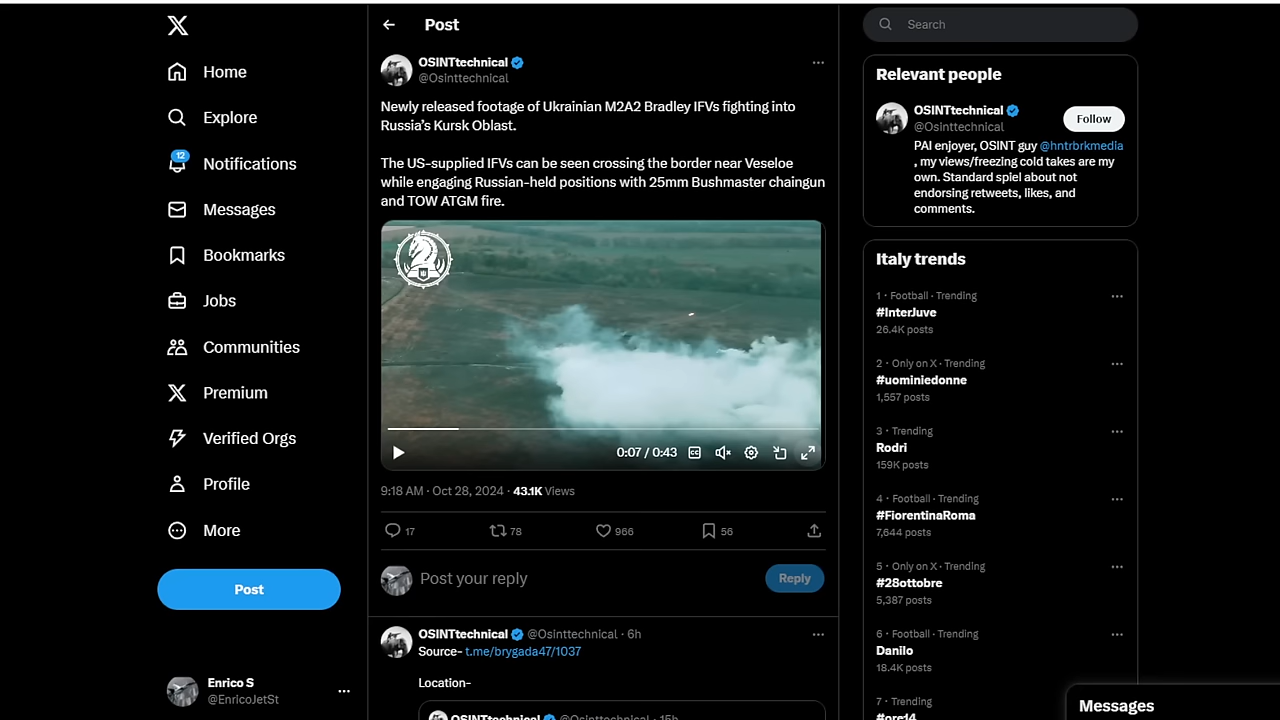 Home
Explore
12
Notifications
Messages
Bookmarks
Jobs
Communities
Premium
Verified Orgs
Profile
More
Post
Enrico S
@EnricoJetSt
Post
OSINTtechnical
@Osinttechnical
Newly released footage of Ukrainian M2A2 Bradley IFVs fighting into
Russia’s Kursk Oblast.
The US-supplied IFVs can be seen crossing the border near Veseloe
while engaging Russian-held positions with 25mm Bushmaster chaingun
and TOW ATGM fire.
0:07 / 0:43
9:18 AM · Oct 28, 2024 · 43.1K Views
17 78 966 56
Post your reply
Reply
OSINTtechnical @Osinttechnical · 6h
Source- t.me/brygada47/1037
Location-
OSINTtechnical @Osinttechnical · 15h
Search
Relevant people
OSINTtechnical
@Osinttechnical
Follow
PAI enjoyer, OSINT guy @hntrbrkmedia
, my views/freezing cold takes are my
own. Standard spiel about not
endorsing retweets, likes, and
comments.
Italy trends
1 · Football · Trending
#InterJuve
26.4K posts
2 · Only on X · Trending
#uominiedonne
1,557 posts
3 · Trending
Rodri
159K posts
4 · Football · Trending
#FiorentinaRoma
7,644 posts
5 · Only on X · Trending
#28ottobre
5,387 posts
6 · Football · Trending
Danilo
18.4K posts
7 · Trending
#ore14
Messages